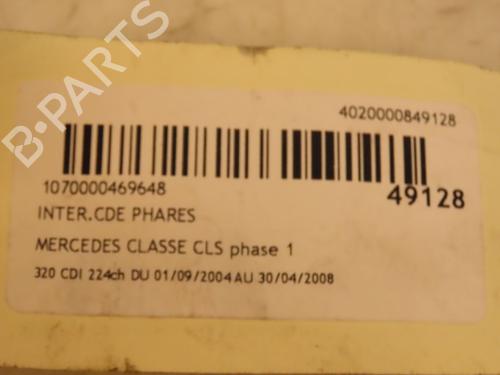 4020000849128
1070000469648
49128
INTER.CDE PHARES
MERCEDES CLASSE CLS phase 1
320 CDI 224ch DU 01/09/2004 AU 30/04/2008
B-PARTS